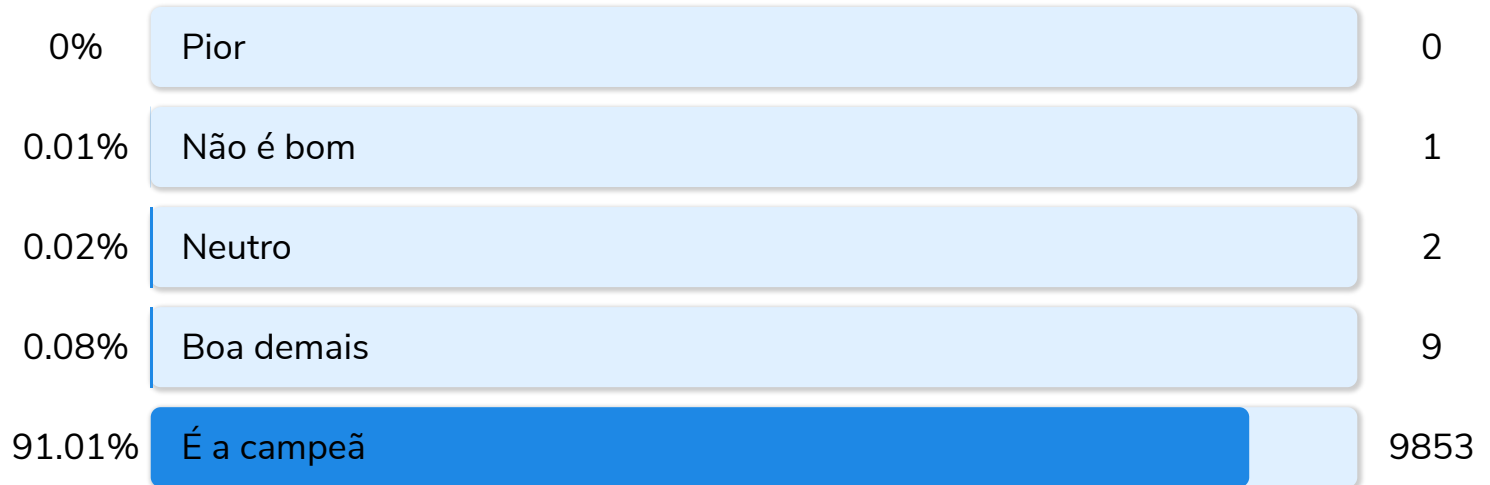 0% Pior 0
0.01% Não é bom 1
0.02% Neutro 2
0.08% Boa demais 9
91.01% É a campeã 9853